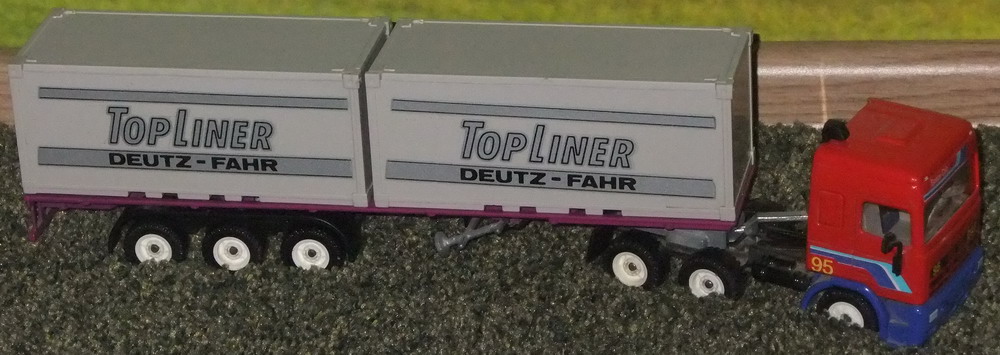 TOPLINER
DEUTZ-FAHR
TOPLINER
DEUTZ-FAHR
95